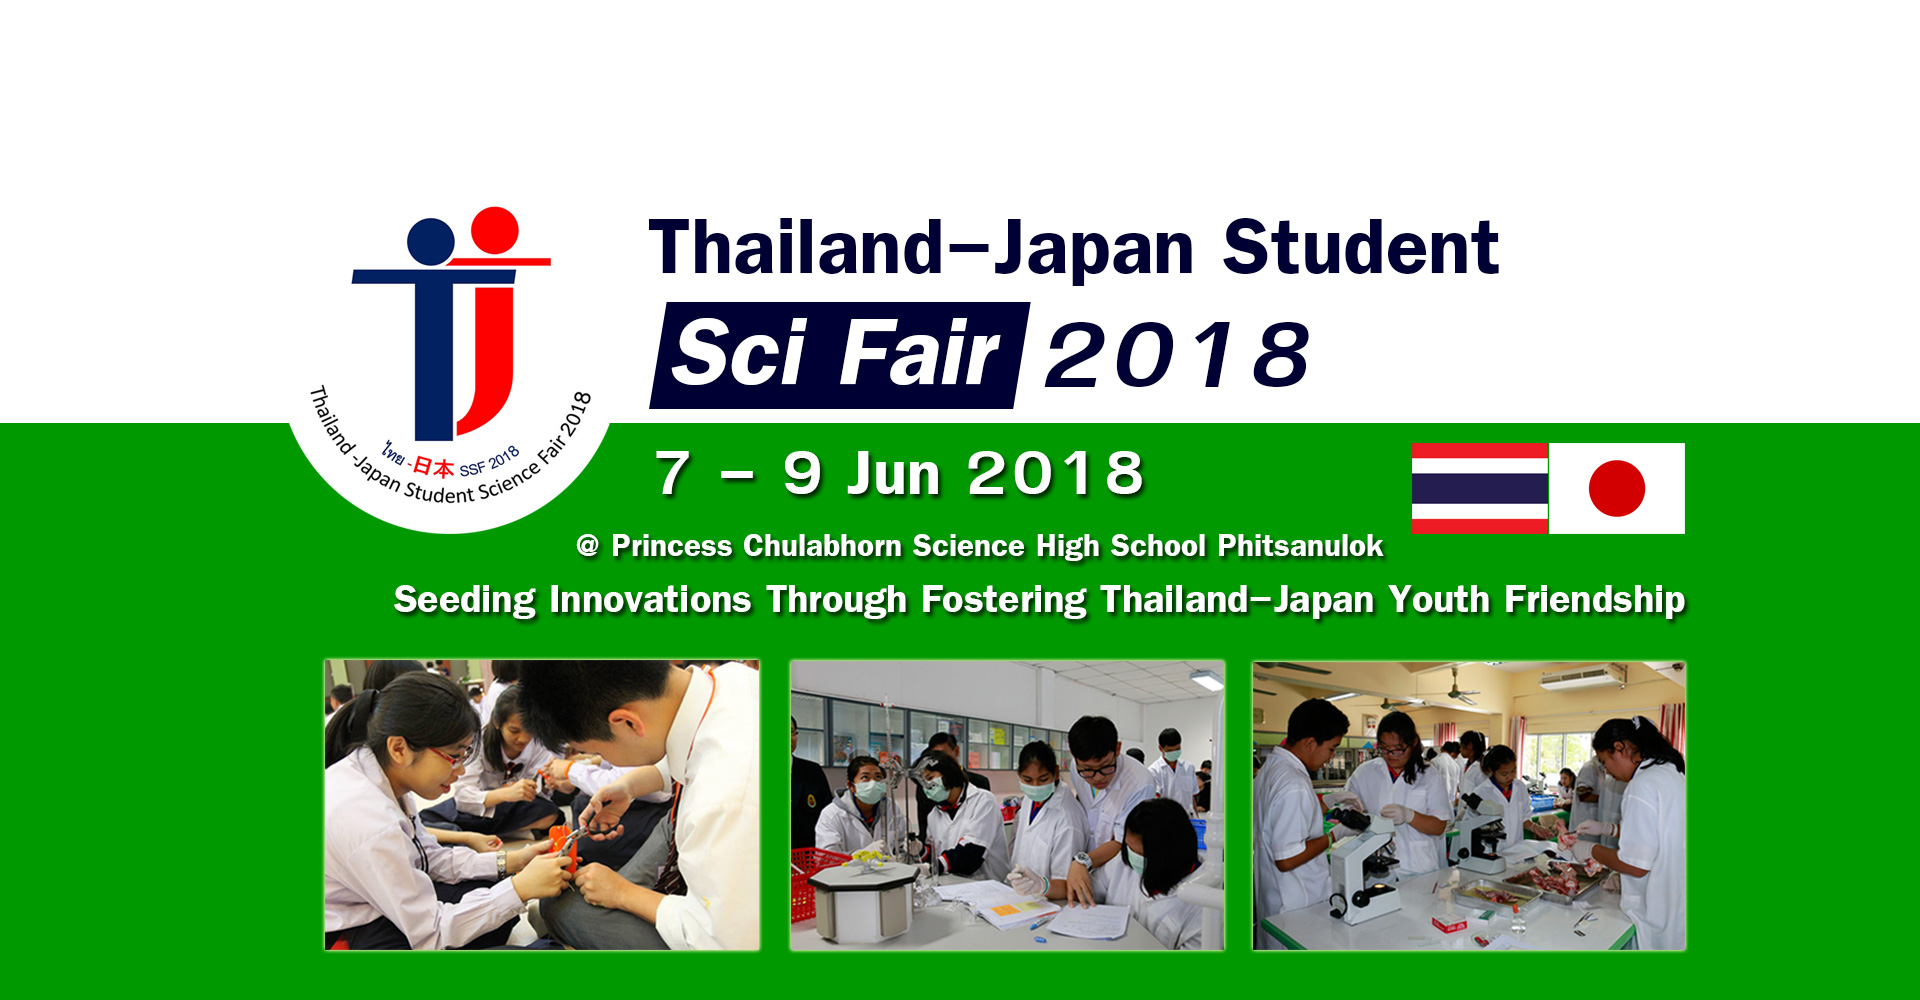 Thailand-Japan Student
Sci Fair 2018
ไทย-日本 SSF 2018
Thailand-Japan Student Science Fair 2018
7 - 9 Jun 2018
@ Princess Chulabhorn Science High School Phitsanulok
Seeding Innovations Through Fostering Thailand-Japan Youth Friendship